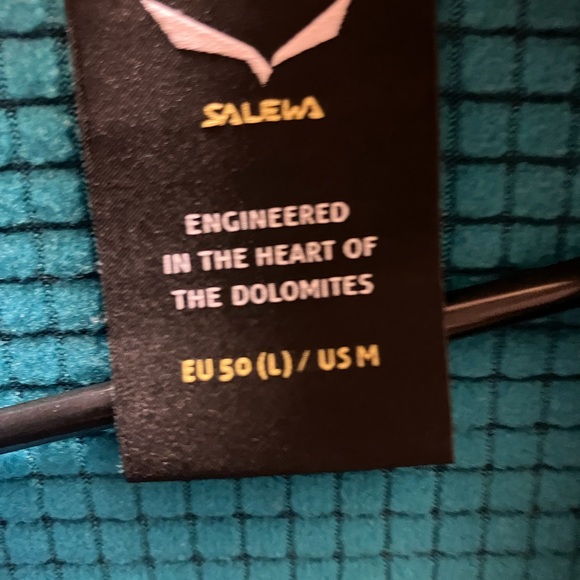 SALEWA
ENGINEERED
IN THE HEART OF
THE DOLOMITES
EU 50 (L) / US M